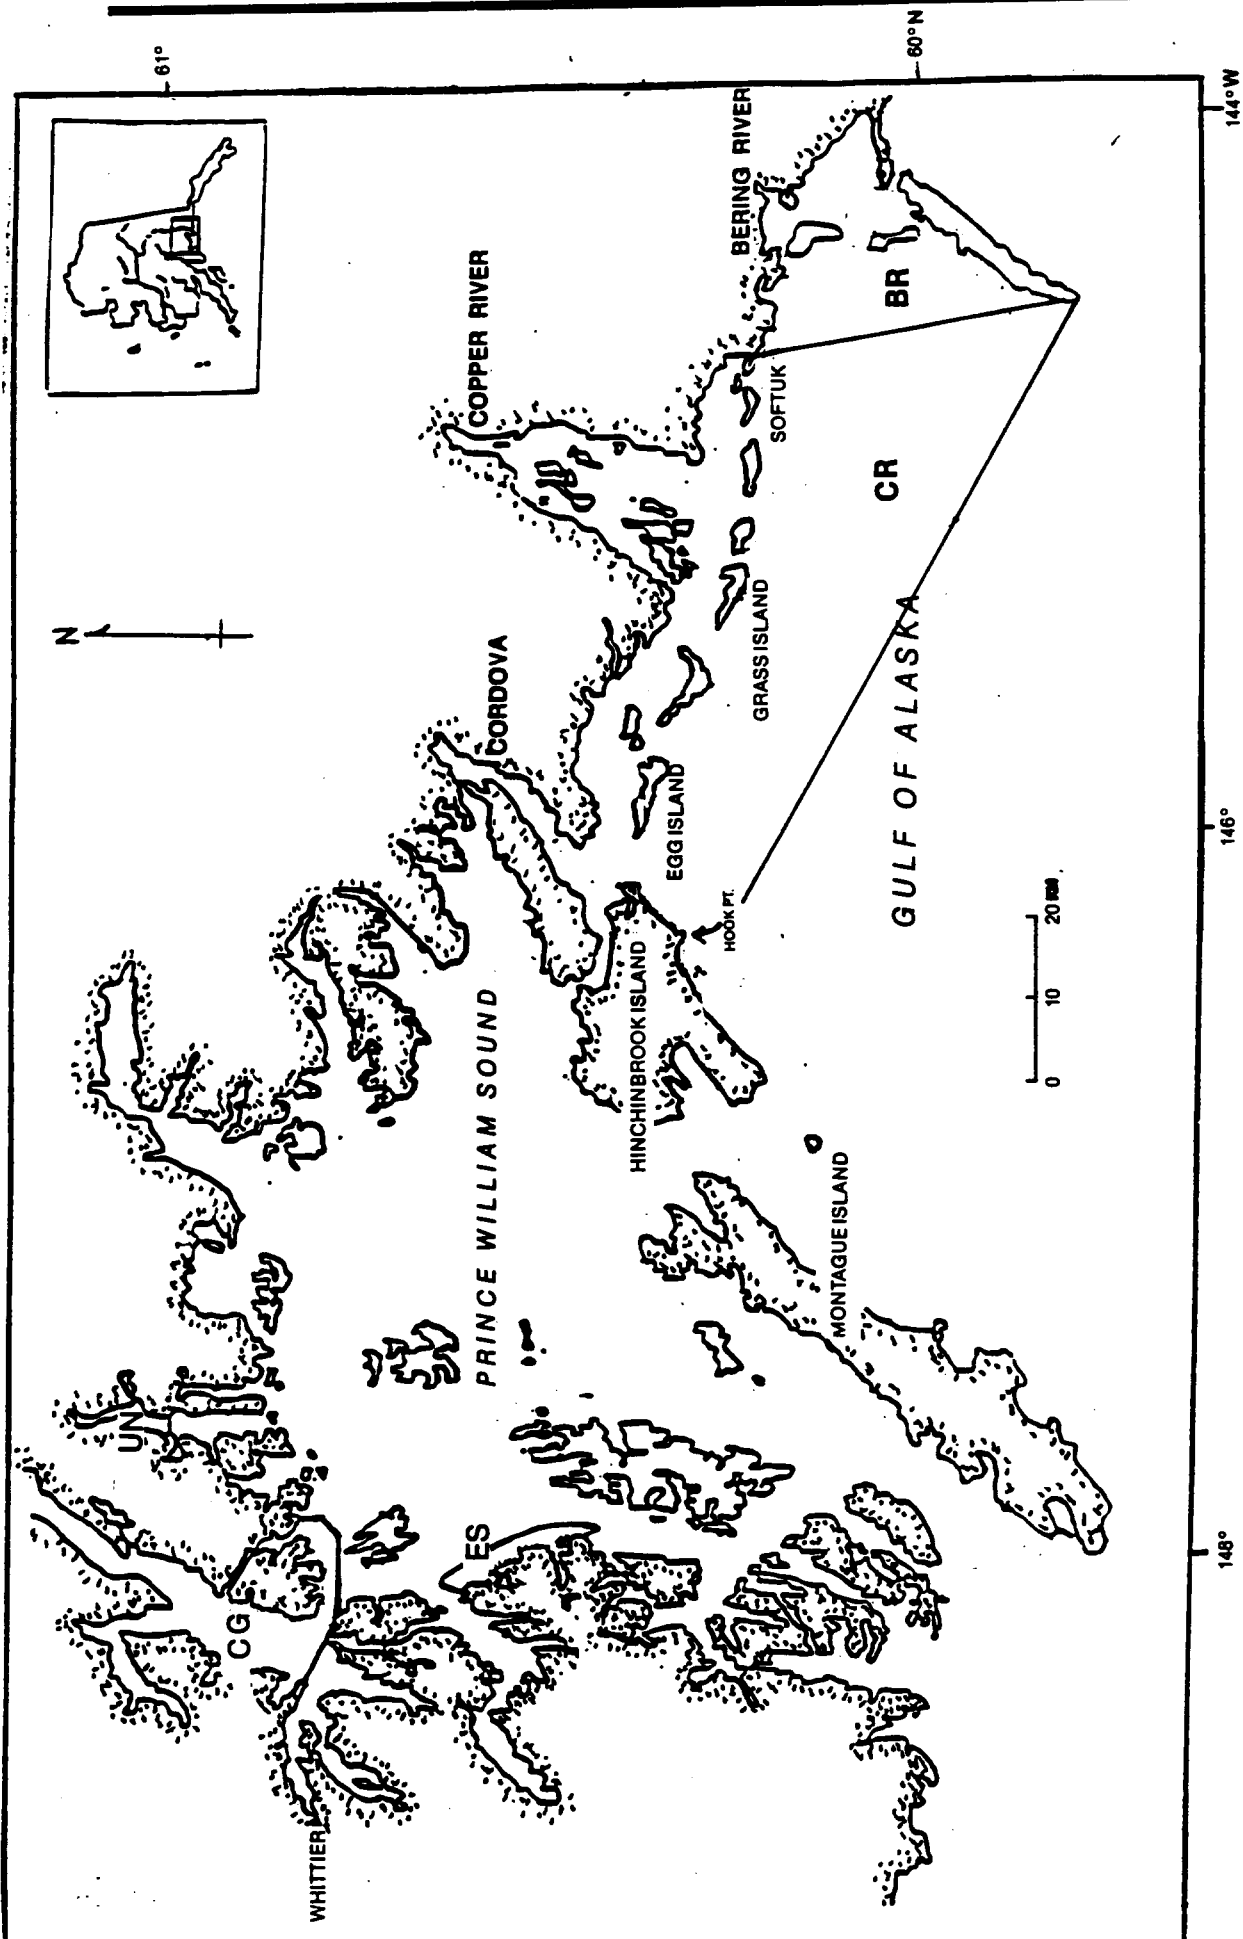 61°
60°N
144°W
146°
148°
N
COPPER RIVER
BERING RIVER
BR
SOFTUK
CR
CORDOVA
GRASS ISLAND
EGG ISLAND
HOOK PT.
GULF OF ALASKA
HINCHINBROOK ISLAND
PRINCE WILLIAM SOUND
MONTAGUE ISLAND
UN
ES
CG
WHITTIER
0 10 20